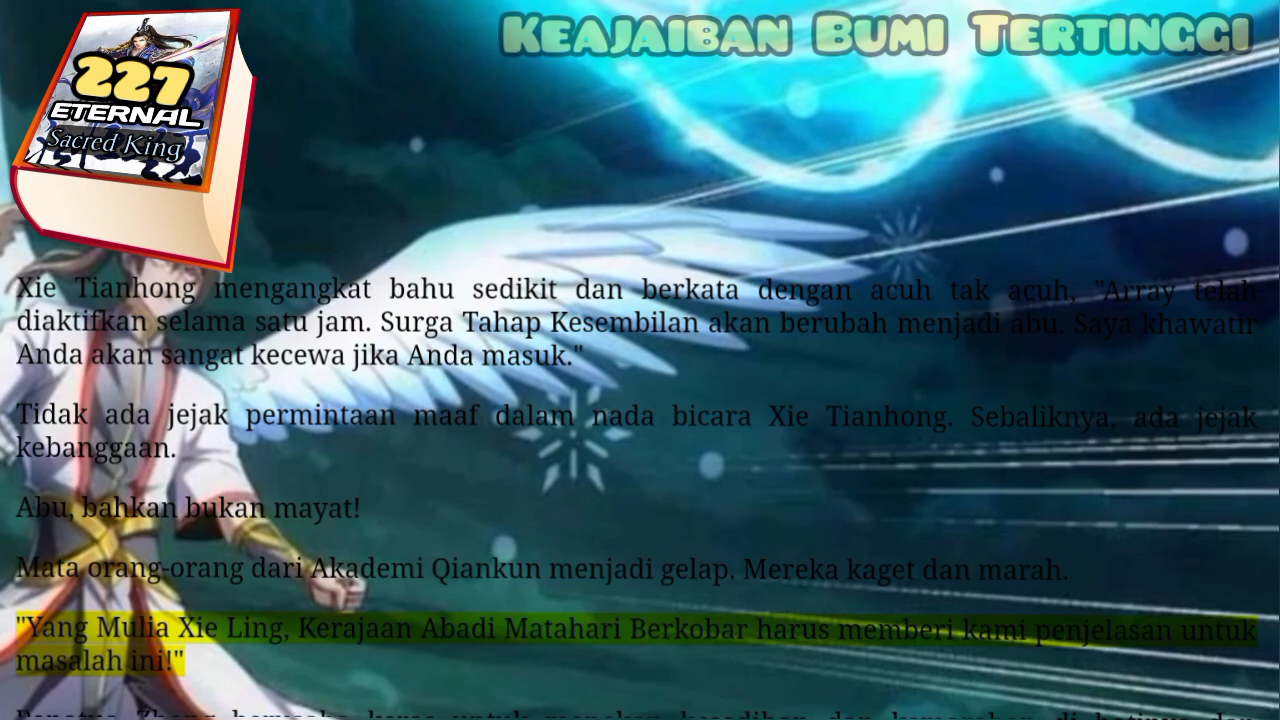 Keajaiban Bumi Tertinggi
227
ETERNAL
Sacred King
Xie Tianhong mengangkat bahu sedikit dan berkata dengan acuh tak acuh, "Array telah
diaktifkan selama satu jam. Surga Tahap Kesembilan akan berubah menjadi abu. Saya khawatir
Anda akan sangat kecewa jika Anda masuk."
Tidak ada jejak permintaan maaf dalam nada bicara Xie Tianhong. Sebaliknya, ada jejak
kebanggaan.
Abu, bahkan bukan mayat!
Mata orang-orang dari Akademi Qiankun menjadi gelap. Mereka kaget dan marah.
"Yang Mulia Xie Ling, Kerajaan Abadi Matahari Berkobar harus memberi kami penjelasan untuk
masalah ini!"